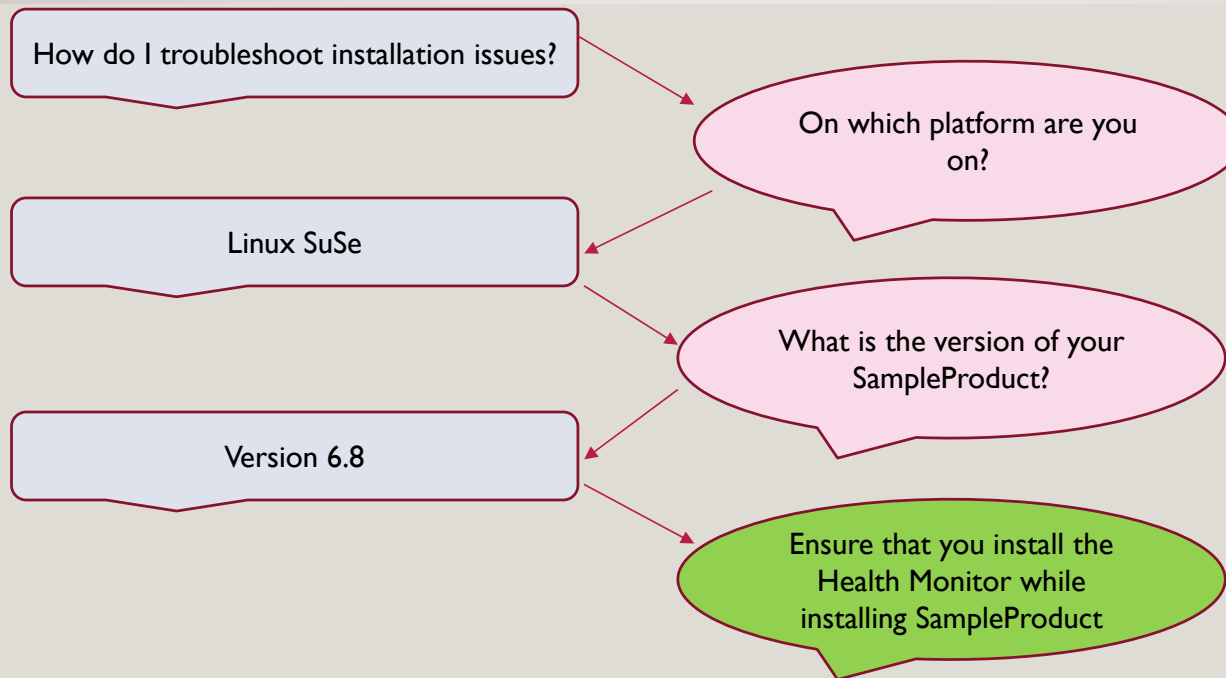 How do I troubleshoot installation issues?
On which platform are you
on?
Linux SuSe
What is the version of your
SampleProduct?
Version 6.8
Ensure that you install the
Health Monitor while
installing SampleProduct